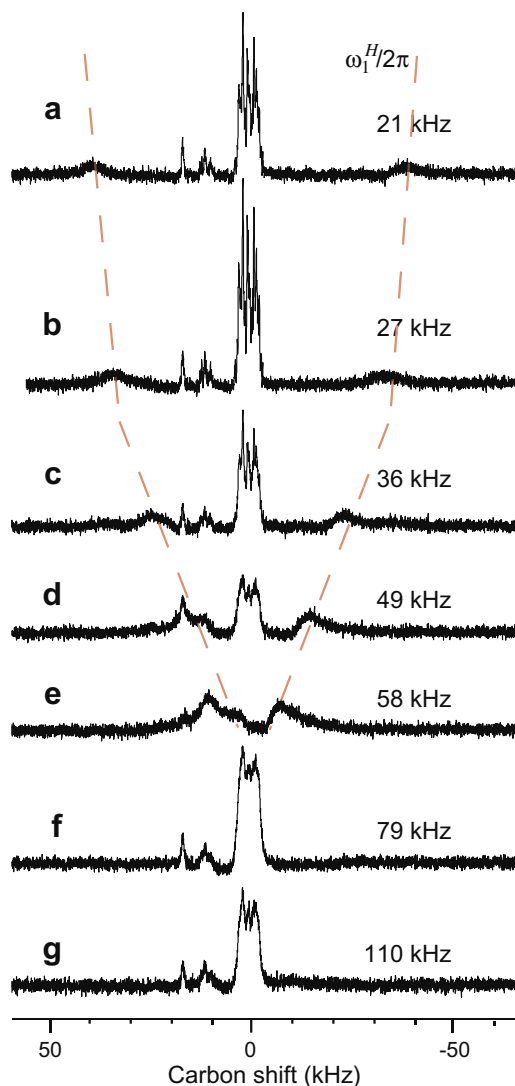 ω₁ᴴ/2π
a
21 kHz
b
27 kHz
c
36 kHz
d
49 kHz
e
58 kHz
f
79 kHz
g
110 kHz
50 0 -50
Carbon shift (kHz)